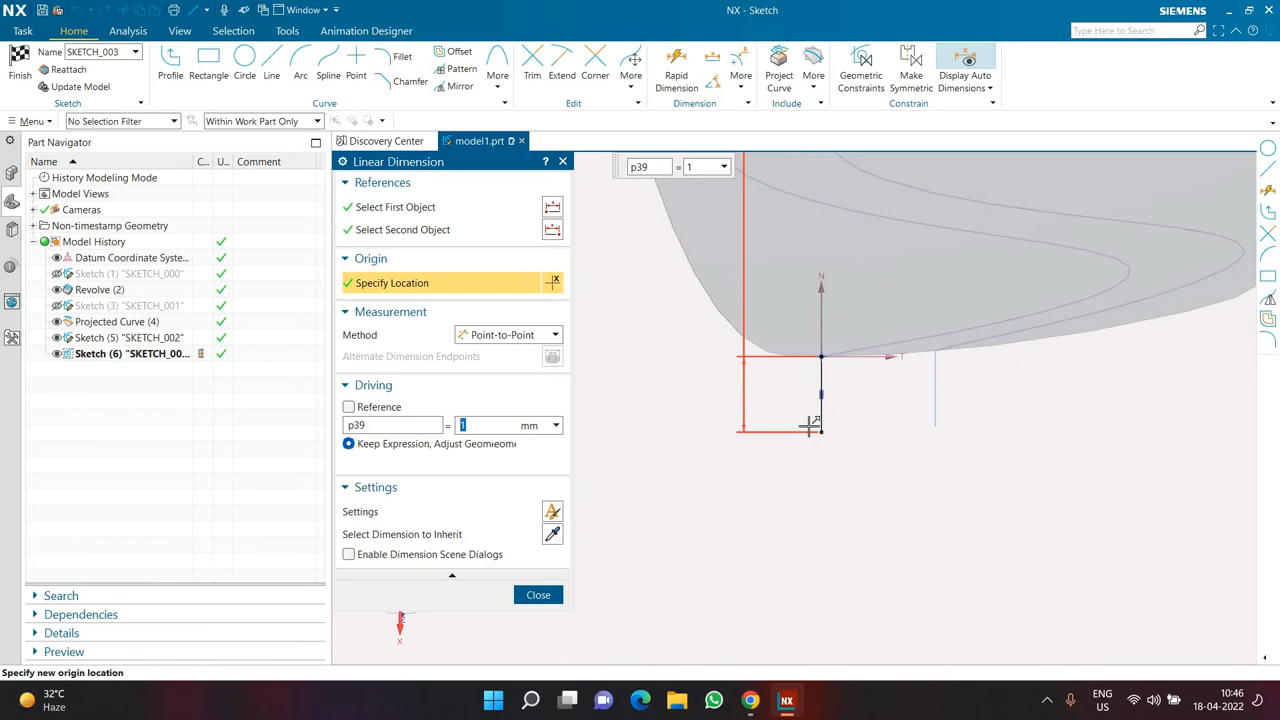 NX
Window
NX - Sketch
SIEMENS
Task
Home
Analysis
View
Selection
Tools
Animation Designer
Type Here to Search
Name SKETCH_003
Finish
Reattach
Update Model
Sketch
Profile
Rectangle
Circle
Line
Arc
Spline
Point
Fillet
Chamfer
Offset
Pattern
Mirror
More
Curve
Trim
Extend
Corner
More
Edit
Rapid
Dimension
More
Dimension
Project
Curve
More
Include
Geometric
Constraints
Make
Symmetric
Display Auto
Dimensions
Constrain
Menu
No Selection Filter
Within Work Part Only
Part Navigator
Name
C...
U...
Comment
History Modeling Mode
Model Views
Cameras
Non-timestamp Geometry
Model History
Datum Coordinate Syste...
Sketch (1) "SKETCH_000"
Revolve (2)
Sketch (3) "SKETCH_001"
Projected Curve (4)
Sketch (5) "SKETCH_002"
Sketch (6) "SKETCH_00...
Search
Dependencies
Details
Preview
Discovery Center
model1.prt
Linear Dimension
References
Select First Object
Select Second Object
Origin
Specify Location
Measurement
Method
Point-to-Point
Alternate Dimension Endpoints
Driving
Reference
p39 = 1 mm
Keep Expression, Adjust Geomeome
Settings
Settings
Select Dimension to Inherit
Enable Dimension Scene Dialogs
Close
p39 = 1
N
T
X
Specify new origin location
32°C
Haze
NX
ENG
US
10:46
18-04-2022